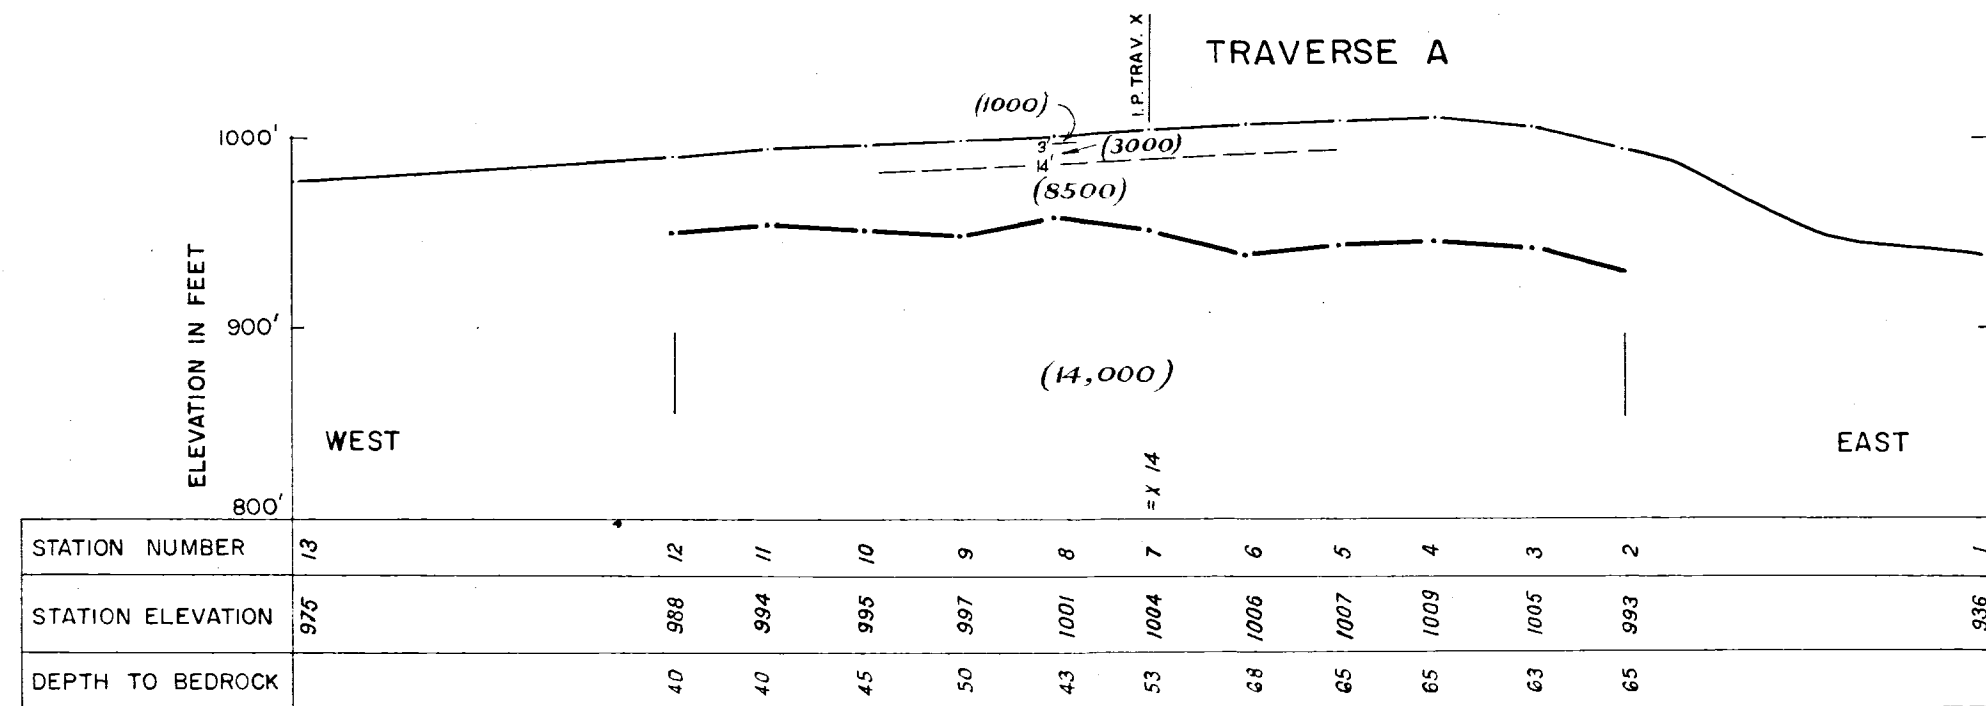 I.P. TRAV. X
TRAVERSE A
(1000)
1000'
3'
(3000)
14'
(8500)
ELEVATION IN FEET
900'
(14,000)
WEST
EAST
= X 14
800'
STATION NUMBER 13 12 11 10 9 8 7 6 5 4 3 2 1
STATION ELEVATION 975 988 994 995 997 1001 1004 1006 1007 1009 1005 993 936
DEPTH TO BEDROCK 40 40 45 50 43 53 68 65 65 63 65